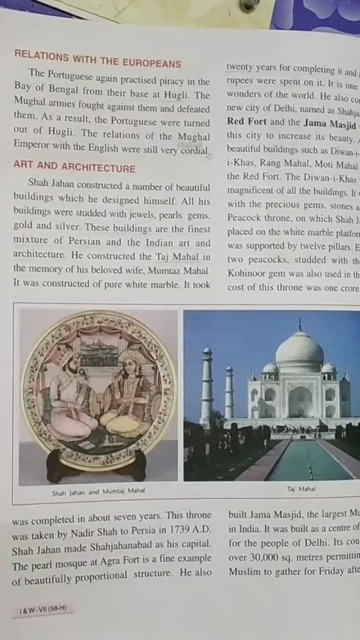 RELATIONS WITH THE EUROPEANS
The Portuguese again practised piracy in the
Bay of Bengal from their base at Hugli. The
Mughal armies fought against them and defeated
them. As a result, the Portuguese were turned
out of Hugli. The relations of the Mughal
Emperor with the English were still very cordial.
ART AND ARCHITECTURE
Shah Jahan constructed a number of beautiful
buildings which he designed himself. All his
buildings were studded with jewels, pearls gems,
gold and silver. These buildings are the finest
mixture of Persian and the Indian art and
architecture. He constructed the Taj Mahal in
the memory of his beloved wife, Mumtaz Mahal.
It was constructed of pure white marble. It took
twenty years for completing it and
rupees were spent on it. It is one
wonders of the world. He also
new city of Delhi, named as
Red Fort and the Jama Masjid
this city to increase its beauty.
beautiful buildings such as Diwan-i-
i-Khas, Rang Mahal, Moti Mahal
the Red Fort. The Diwan-i-Khas
magnificent of all the buildings. It
with the precious gems, stones
Peacock throne, on which Shah
placed on the white marble
was supported by twelve pillars.
two peacocks, studded with
Kohinoor gem was also used in
cost of this throne was one crore
Shah Jahan and Mumtaj Mahal
Taj Mahal
was completed in about seven years. This throne
was taken by Nadir Shah to Persia in 1739 A.D.
Shah Jahan made Shahjahanabad as his capital.
The pearl mosque at Agra Fort is a fine example
of beautifully proportional structure. He also
built Jama Masjid, the largest
in India. It was built as a centre of
for the people of Delhi. Its
over 30,000 sq. metres
Muslim to gather for Friday
I & W-VII (58-H)